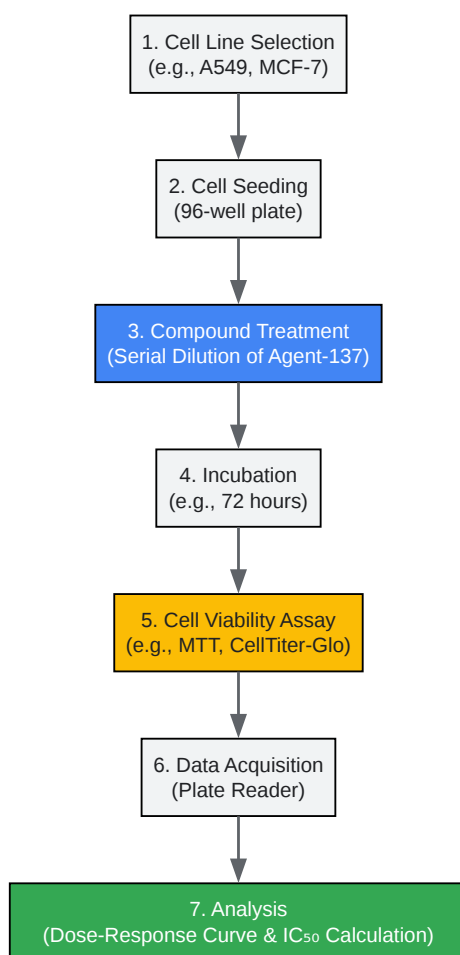 1. Cell Line Selection
(e.g., A549, MCF-7)
2. Cell Seeding
(96-well plate)
3. Compound Treatment
(Serial Dilution of Agent-137)
4. Incubation
(e.g., 72 hours)
5. Cell Viability Assay
(e.g., MTT, CellTiter-Glo)
6. Data Acquisition
(Plate Reader)
7. Analysis
(Dose-Response Curve & IC₅₀ Calculation)